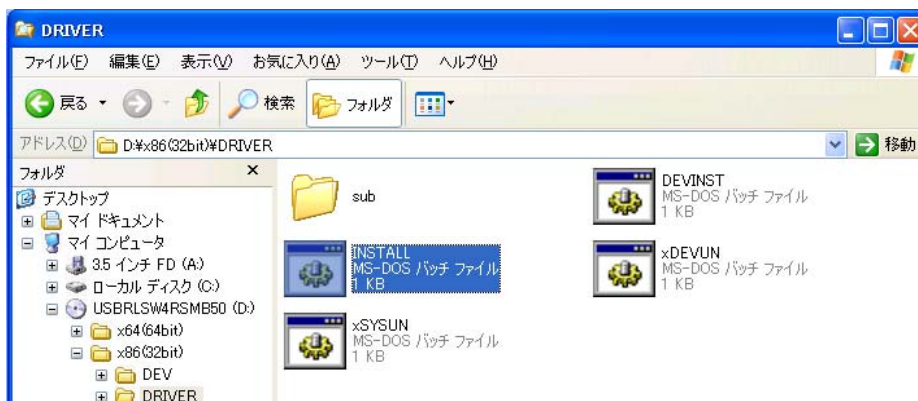 DRIVER
ファイル(F) 編集(E) 表示(V) お気に入り(A) ツール(T) ヘルプ(H)
戻る 検索 フォルダ
アドレス(D) D:¥x86(32bit)¥DRIVER 移動
フォルダ ×
デスクトップ
マイ ドキュメント
マイ コンピュータ
3.5 インチ FD (A:)
ローカル ディスク (C:)
USBRLSW4RSMB50 (D:)
x64(64bit)
x86(32bit)
DEV
DRIVER
sub
DEVINST
MS-DOS バッチ ファイル
1 KB
INSTALL
MS-DOS バッチ ファイル
1 KB
xDEVUN
MS-DOS バッチ ファイル
1 KB
xSYSUN
MS-DOS バッチ ファイル
1 KB